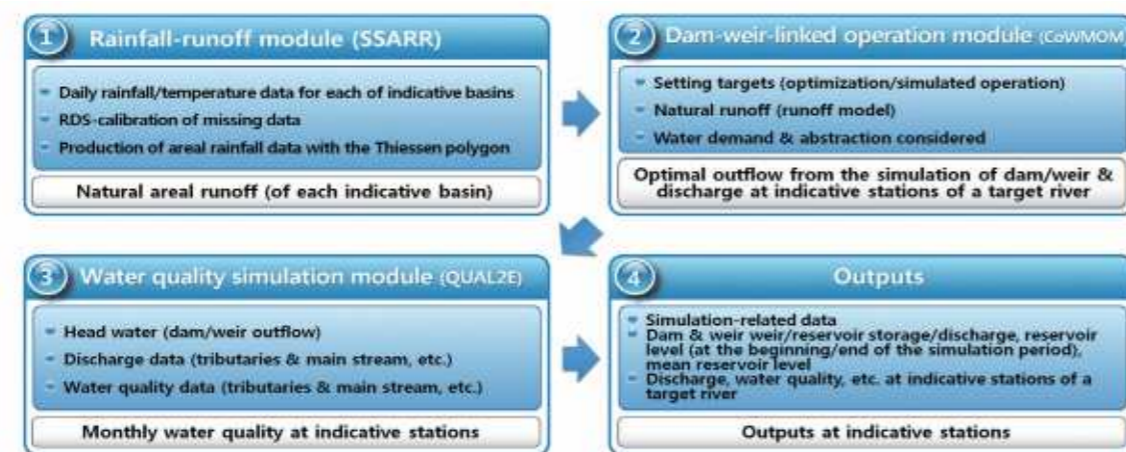 1 Rainfall-runoff module (SSARR)
Daily rainfall/temperature data for each of indicative basins
RDS-calibration of missing data
Production of areal rainfall data with the Thiessen polygon
Natural areal runoff (of each indicative basin)
2 Dam-weir-linked operation module (CoWMOM)
Setting targets (optimization/simulated operation)
Natural runoff (runoff model)
Water demand & abstraction considered
Optimal outflow from the simulation of dam/weir &
discharge at indicative stations of a target river
3 Water quality simulation module (QUAL2E)
Head water (dam/weir outflow)
Discharge data (tributaries & main stream, etc.)
Water quality data (tributaries & main stream, etc.)
Monthly water quality at indicative stations
4 Outputs
Simulation-related data
Dam & weir weir/reservoir storage/discharge, reservoir
level (at the beginning/end of the simulation period),
mean reservoir level
Discharge, water quality, etc. at indicative stations of a
target river
Outputs at indicative stations